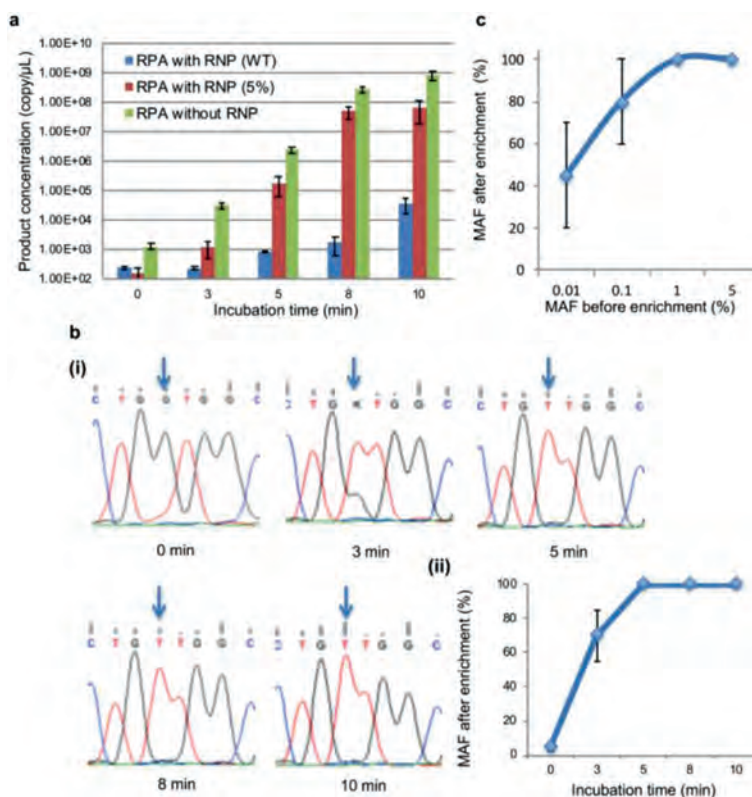 a
Product concentration (copy/µL)
1.00E+10
1.00E+09
1.00E+08
1.00E+07
1.00E+06
1.00E+05
1.00E+04
1.00E+03
1.00E+02
RPA with RNP (WT)
RPA with RNP (5%)
RPA without RNP
0 3 5 8 10
Incubation time (min)
c
MAF after enrichment (%)
100
80
60
40
20
0
0.01 0.1 1 5
MAF before enrichment (%)
b
(i)
C T G G T G G C
0 min
C T G K T G G C
3 min
C T G T T G G C
5 min
C T G T T G G C
8 min
C T G T T G G C
10 min
(ii)
MAF after enrichment (%)
100
80
60
40
20
0
0 3 5 8 10
Incubation time (min)